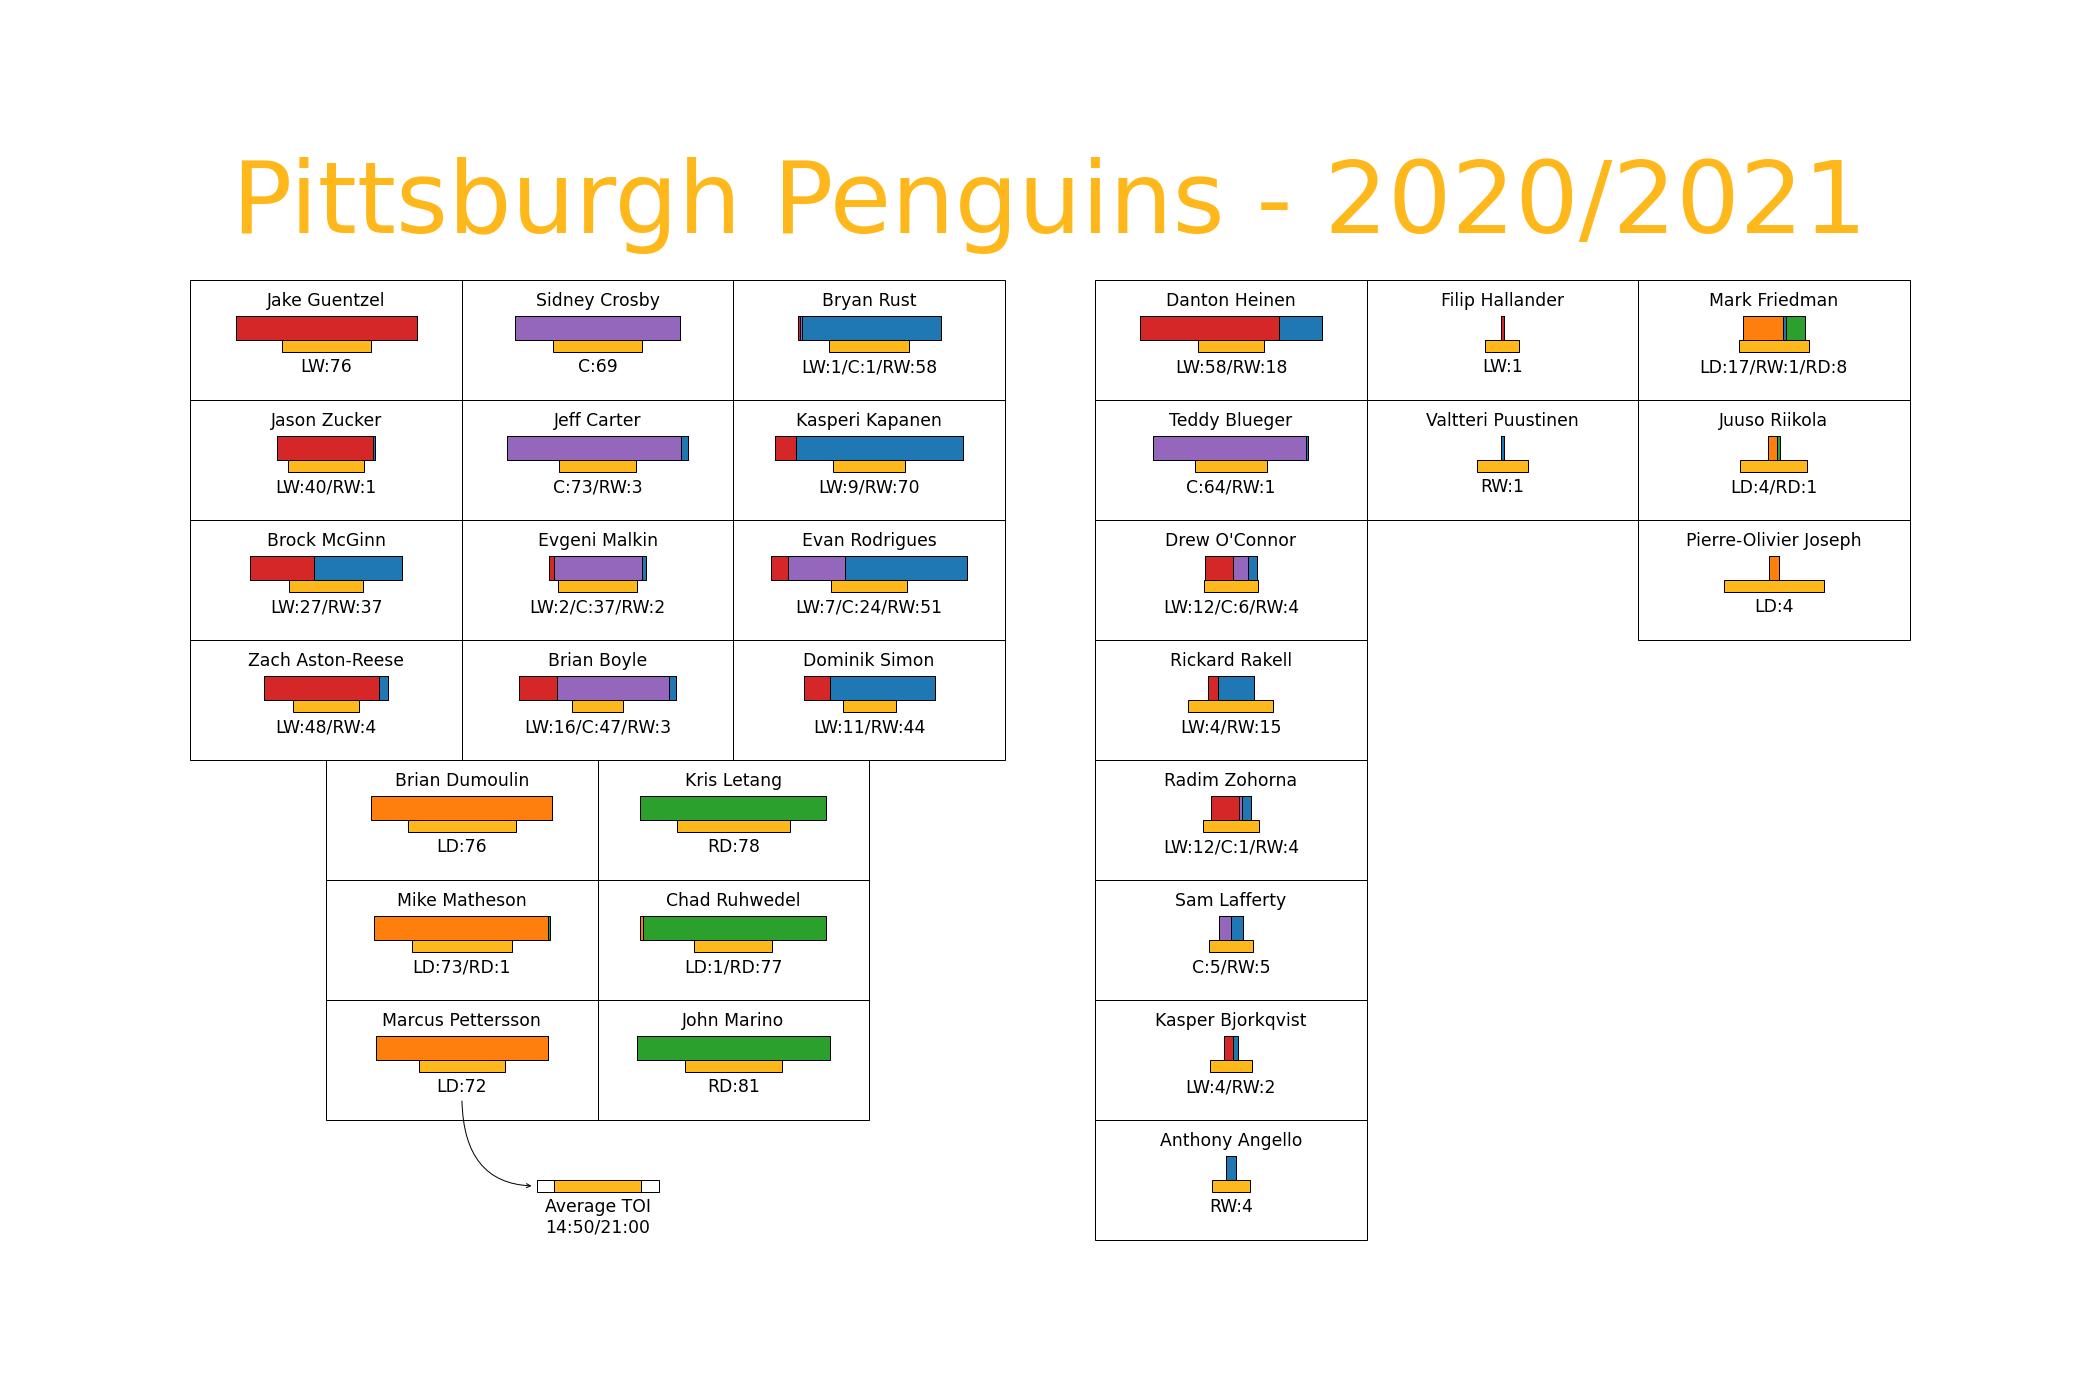 Pittsburgh Penguins - 2020/2021
Jake Guentzel
LW:76
Sidney Crosby
C:69
Bryan Rust
LW:1/C:1/RW:58
Jason Zucker
LW:40/RW:1
Jeff Carter
C:73/RW:3
Kasperi Kapanen
LW:9/RW:70
Brock McGinn
LW:27/RW:37
Evgeni Malkin
LW:2/C:37/RW:2
Evan Rodrigues
LW:7/C:24/RW:51
Zach Aston-Reese
LW:48/RW:4
Brian Boyle
LW:16/C:47/RW:3
Dominik Simon
LW:11/RW:44
Brian Dumoulin
LD:76
Kris Letang
RD:78
Mike Matheson
LD:73/RD:1
Chad Ruhwedel
LD:1/RD:77
Marcus Pettersson
LD:72
John Marino
RD:81
Average TOI
14:50/21:00
Danton Heinen
LW:58/RW:18
Filip Hallander
LW:1
Mark Friedman
LD:17/RW:1/RD:8
Teddy Blueger
C:64/RW:1
Valtteri Puustinen
RW:1
Juuso Riikola
LD:4/RD:1
Drew O'Connor
LW:12/C:6/RW:4
Pierre-Olivier Joseph
LD:4
Rickard Rakell
LW:4/RW:15
Radim Zohorna
LW:12/C:1/RW:4
Sam Lafferty
C:5/RW:5
Kasper Bjorkqvist
LW:4/RW:2
Anthony Angello
RW:4